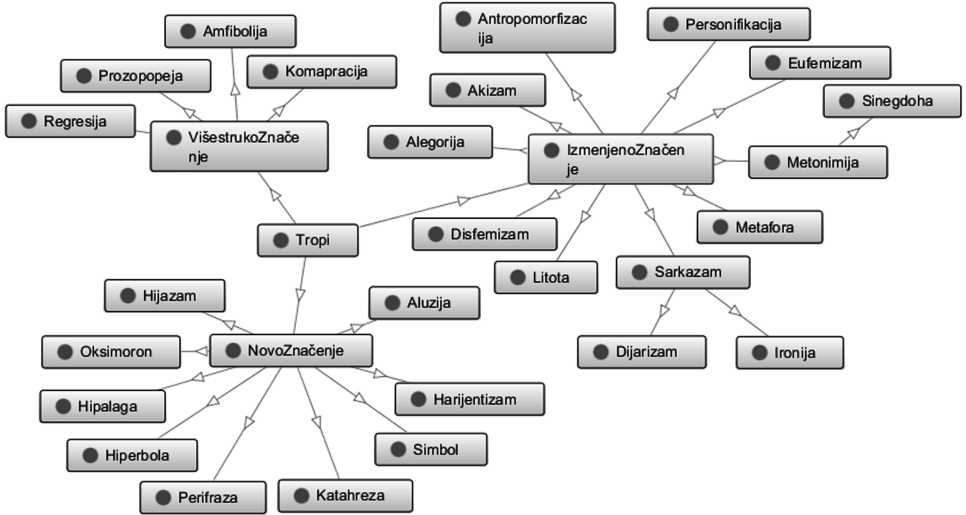 Antropomorfizac
ija
Personifikacija
Amfibolija
Eufemizam
Prozopopeja
Komapracija
Akizam
Sinegdoha
Regresija
VišestrukoZnače
nje
Alegorija
IzmenjenoZnačen
je
Metonimija
Tropi
Disfemizam
Metafora
Litota
Sarkazam
Hijazam
Aluzija
Oksimoron
NovoZnačenje
Dijarizam
Ironija
Hipalaga
Harijentizam
Hiperbola
Simbol
Perifraza
Katahreza